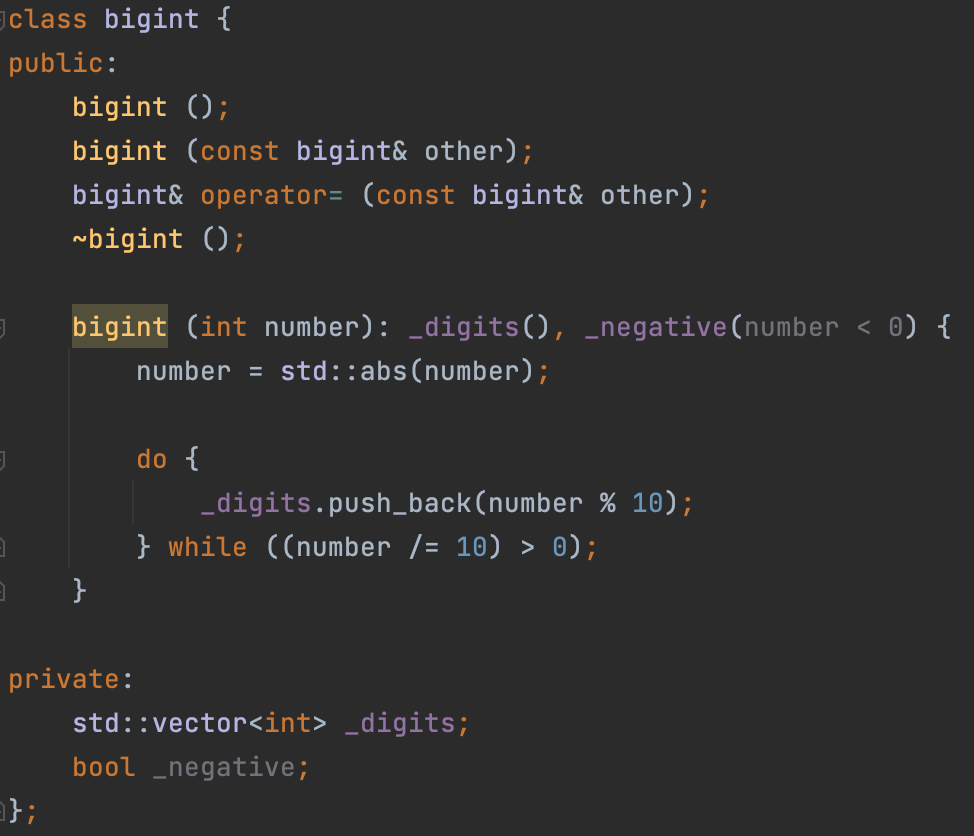 class bigint {
public:
    bigint ();
    bigint (const bigint& other);
    bigint& operator= (const bigint& other);
    ~bigint ();
    bigint (int number): _digits(), _negative(number < 0) {
        number = std::abs(number);
        do {
            _digits.push_back(number % 10);
        } while ((number /= 10) > 0);
    }
private:
    std::vector<int> _digits;
    bool _negative;
};